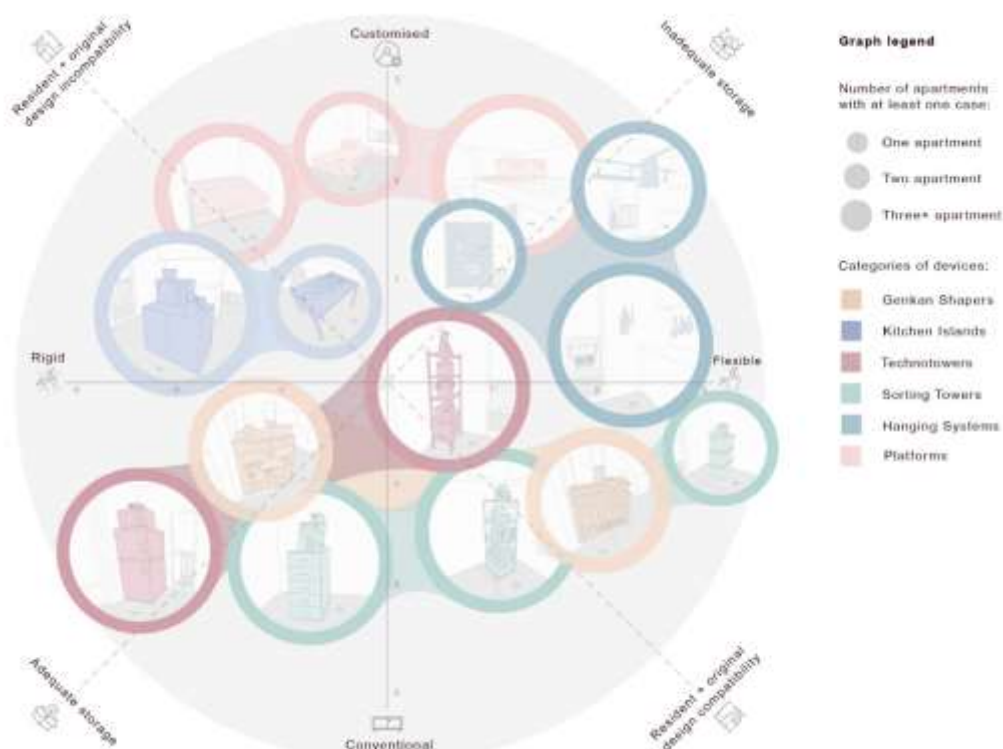 Customised
Resident + original
design incompatibility
Inadequate storage
Rigid
Flexible
Adequate storage
Resident + original
design compatibility
Conventional
Graph legend
Number of apartments
with at least one case:
One apartment
Two apartment
Three+ apartment
Categories of devices:
Genkan Shapers
Kitchen Islands
Technotowers
Sorting Towers
Hanging Systems
Platforms